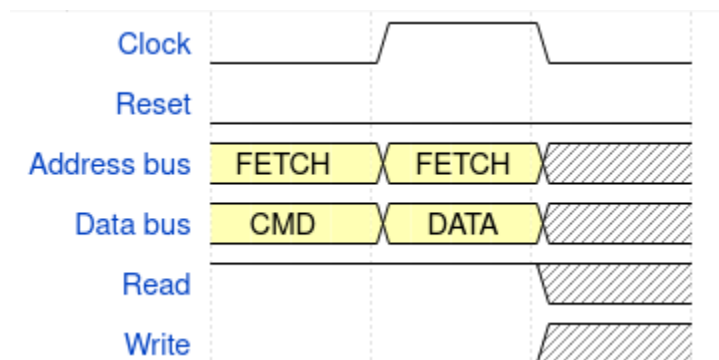 Clock
Reset
Address bus FETCH FETCH
Data bus CMD DATA
Read
Write